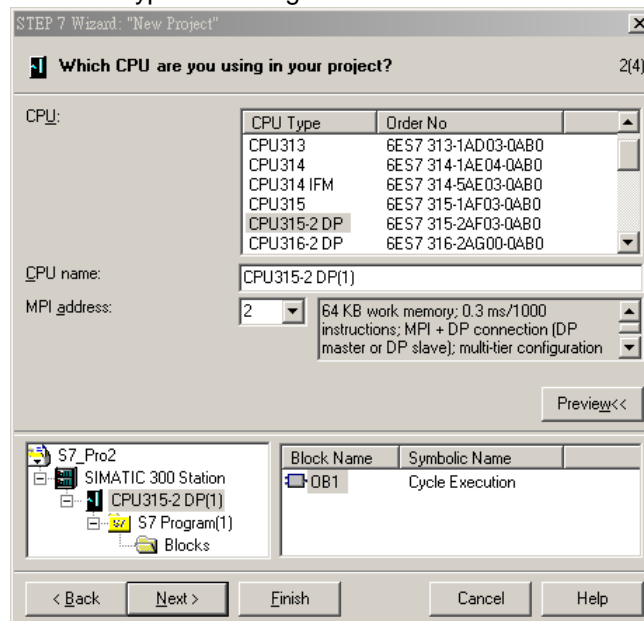 STEP 7 Wizard: "New Project"
Which CPU are you using in your project? 2(4)
CPU:
CPU Type Order No
CPU313 6ES7 313-1AD03-0AB0
CPU314 6ES7 314-1AE04-0AB0
CPU314 IFM 6ES7 314-5AE03-0AB0
CPU315 6ES7 315-1AF03-0AB0
CPU315-2 DP 6ES7 315-2AF03-0AB0
CPU316-2 DP 6ES7 316-2AG00-0AB0
CPU name: CPU315-2 DP(1)
MPI address: 2
64 KB work memory; 0.3 ms/1000
instructions; MPI + DP connection (DP
master or DP slave); multi-tier configuration
Preview<<
S7_Pro2
SIMATIC 300 Station
CPU315-2 DP(1)
S7 Program(1)
Blocks
Block Name Symbolic Name
OB1 Cycle Execution
< Back Next > Finish Cancel Help